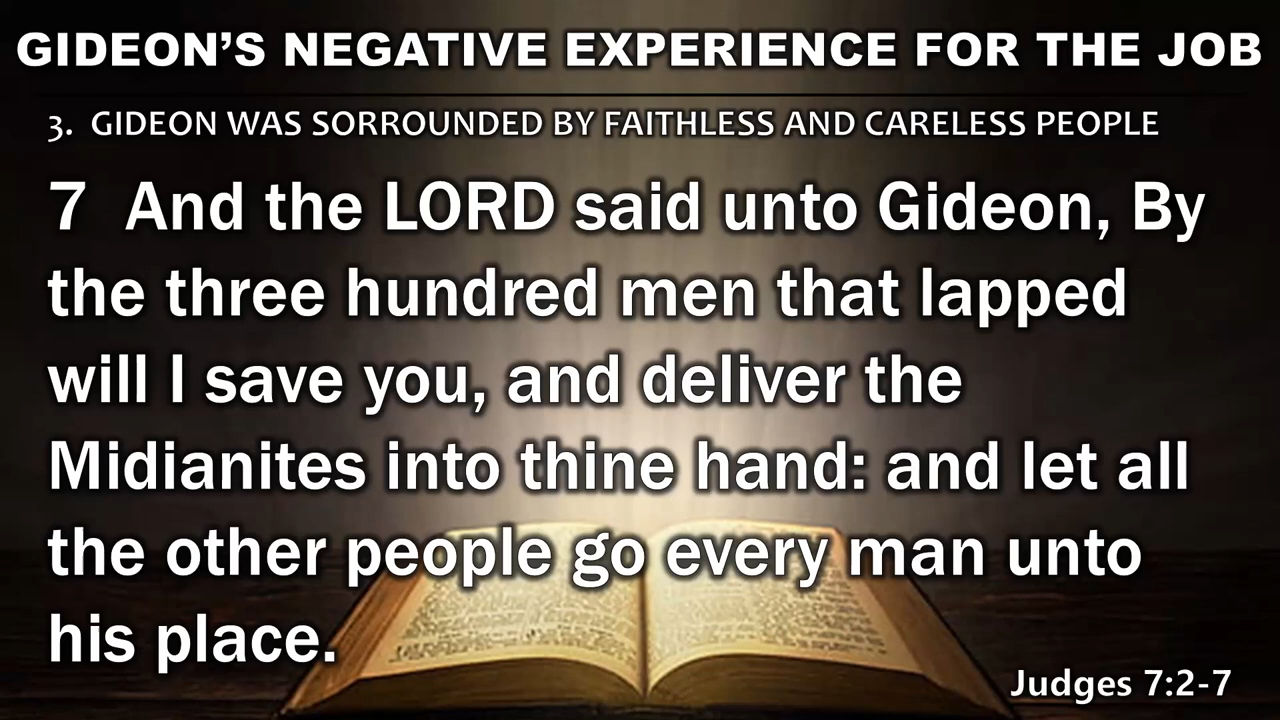 GIDEON’S NEGATIVE EXPERIENCE FOR THE JOB
3. GIDEON WAS SORROUNDED BY FAITHLESS AND CARELESS PEOPLE
7 And the LORD said unto Gideon, By
the three hundred men that lapped
will I save you, and deliver the
Midianites into thine hand: and let all
the other people go every man unto
his place.
Judges 7:2-7